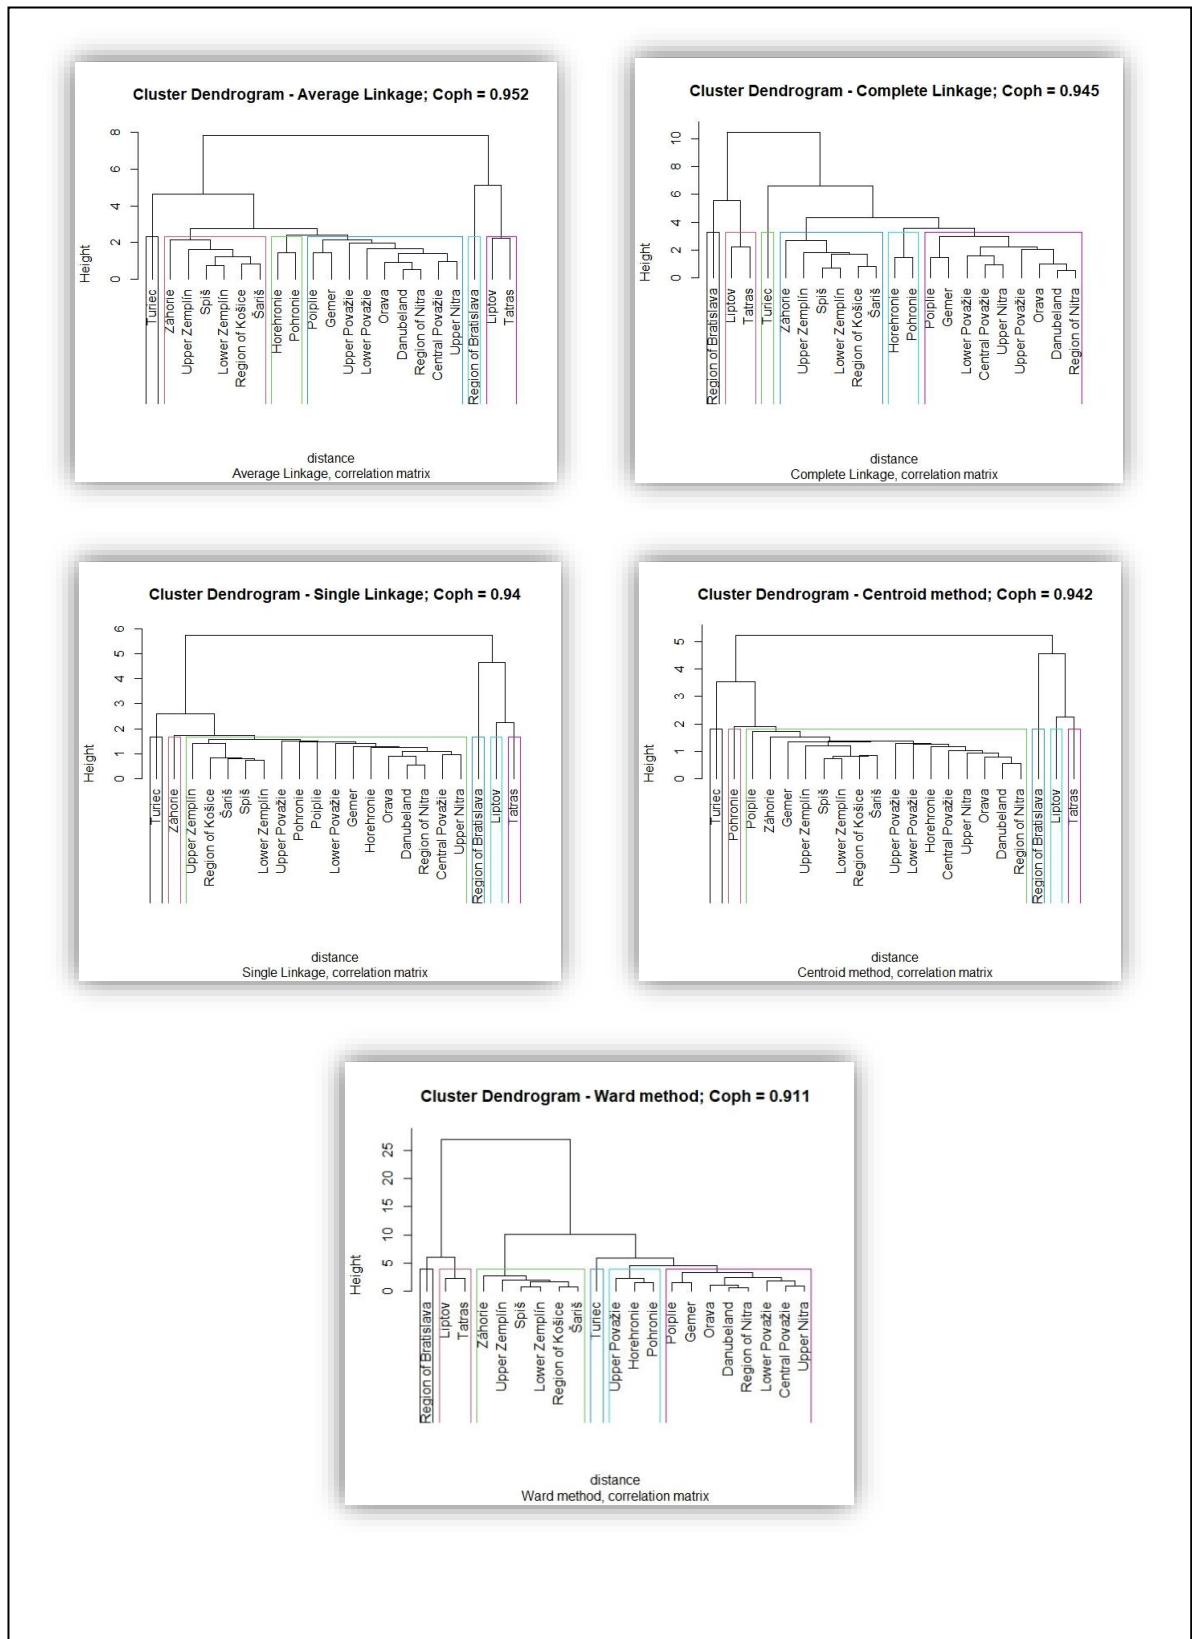 Cluster Dendrogram - Average Linkage; Coph = 0.952
8
6
4
2
0
Height
Turiec
Záhorie
Upper Zemplín
Spiš
Lower Zemplín
Region of Košice
Šariš
Horehronie
Pohronie
Poiplie
Gemer
Upper Považie
Lower Považie
Orava
Danubeland
Region of Nitra
Central Považie
Upper Nitra
Region of Bratislava
Liptov
Tatras
distance
Average Linkage, correlation matrix
Cluster Dendrogram - Complete Linkage; Coph = 0.945
10
8
6
4
2
0
Height
Region of Bratislava
Liptov
Tatras
Turiec
Záhorie
Upper Zemplín
Spiš
Lower Zemplín
Region of Košice
Šariš
Horehronie
Pohronie
Poiplie
Gemer
Lower Považie
Central Považie
Upper Nitra
Upper Považie
Orava
Danubeland
Region of Nitra
distance
Complete Linkage, correlation matrix
Cluster Dendrogram - Single Linkage; Coph = 0.94
6
5
4
3
2
1
0
Height
Turiec
Záhorie
Upper Zemplín
Region of Košice
Šariš
Spiš
Lower Zemplín
Upper Považie
Pohronie
Poiplie
Lower Považie
Gemer
Horehronie
Orava
Danubeland
Region of Nitra
Central Považie
Upper Nitra
Region of Bratislava
Liptov
Tatras
distance
Single Linkage, correlation matrix
Cluster Dendrogram - Centroid method; Coph = 0.942
5
4
3
2
1
0
Height
Turiec
Pohronie
Poiplie
Záhorie
Gemer
Upper Zemplín
Spiš
Lower Zemplín
Region of Košice
Šariš
Upper Považie
Lower Považie
Horehronie
Central Považie
Upper Nitra
Orava
Danubeland
Region of Nitra
Region of Bratislava
Liptov
Tatras
distance
Centroid method, correlation matrix
Cluster Dendrogram - Ward method; Coph = 0.911
25
20
15
10
5
0
Height
Region of Bratislava
Liptov
Tatras
Záhorie
Upper Zemplín
Spiš
Lower Zemplín
Region of Košice
Šariš
Turiec
Upper Považie
Horehronie
Pohronie
Poiplie
Gemer
Orava
Danubeland
Region of Nitra
Lower Považie
Central Považie
Upper Nitra
distance
Ward method, correlation matrix